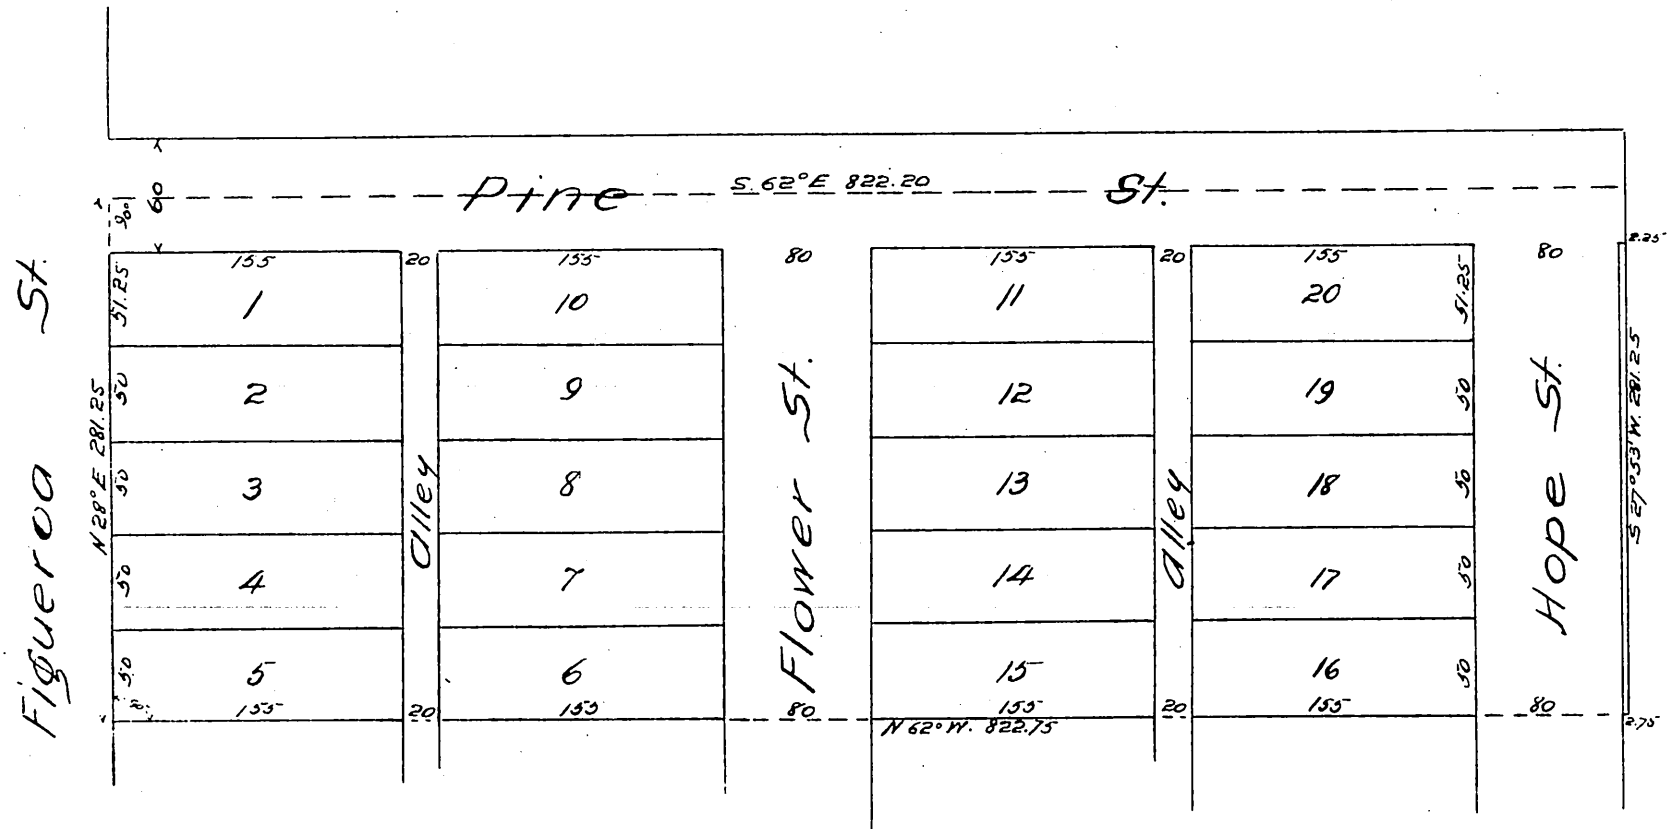 Pine St.
S. 62°E 822.20
60
155 20 155 80 155 20 155 80
2.25
51.25 1 10 11 20 51.25
50 2 9 12 19 50
50 3 8 13 18 50
50 4 7 14 17 50
50 5 6 15 16 50
155 20 155 80 155 20 155 80
N 62° W. 822.75
2.75
Figueroa St.
N 28° E 281.25
alley
Flower St.
alley
Hope St.
S 27° 53' W. 281.25